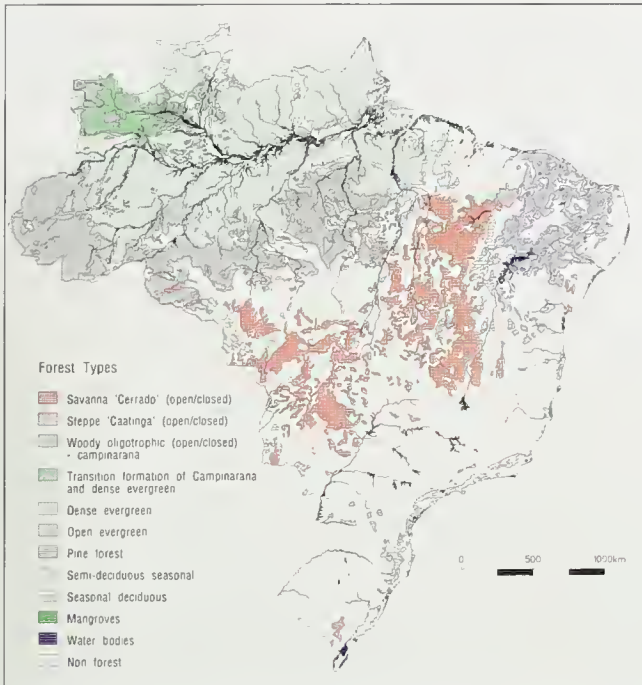 Forest Types
Savanna 'Cerrado' (open/closed)
Steppe 'Caatinga' (open/closed)
Woody oligotrophic (open/closed)
- campinarana
Transition formation of Campinarana
and dense evergreen
Dense evergreen
Open evergreen
Pine forest
Semi-deciduous seasonal
Seasonal deciduous
Mangroves
Water bodies
Non forest
0 500 1000km